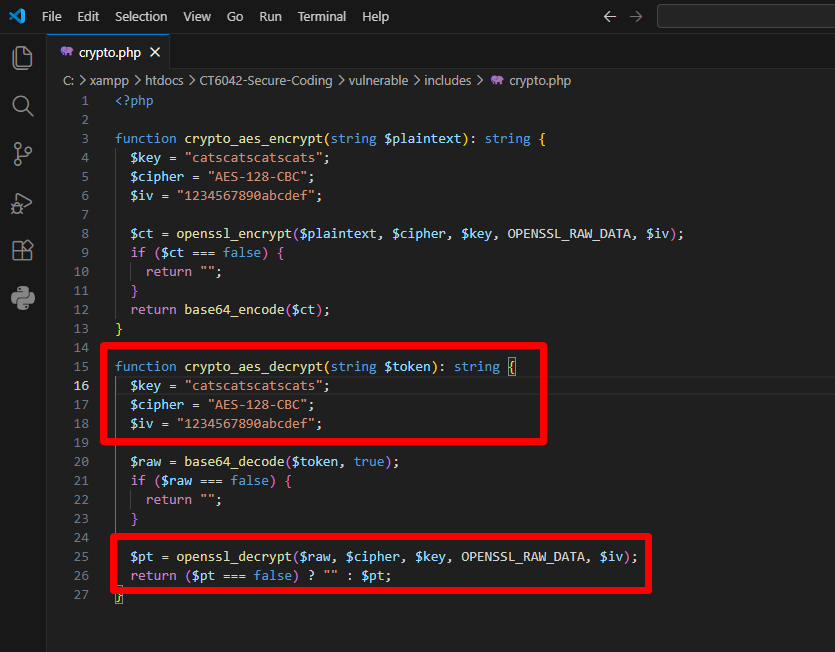 File Edit Selection View Go Run Terminal Help
crypto.php
C: > xampp > htdocs > CT6042-Secure-Coding > vulnerable > includes > crypto.php
1 <?php
2
3 function crypto_aes_encrypt(string $plaintext): string {
4 $key = "catscatscatscats";
5 $cipher = "AES-128-CBC";
6 $iv = "1234567890abcdef";
7
8 $ct = openssl_encrypt($plaintext, $cipher, $key, OPENSSL_RAW_DATA, $iv);
9 if ($ct === false) {
10 return "";
11 }
12 return base64_encode($ct);
13 }
14
15 function crypto_aes_decrypt(string $token): string {
16 $key = "catscatscatscats";
17 $cipher = "AES-128-CBC";
18 $iv = "1234567890abcdef";
19
20 $raw = base64_decode($token, true);
21 if ($raw === false) {
22 return "";
23 }
24
25 $pt = openssl_decrypt($raw, $cipher, $key, OPENSSL_RAW_DATA, $iv);
26 return ($pt === false) ? "" : $pt;
27 }